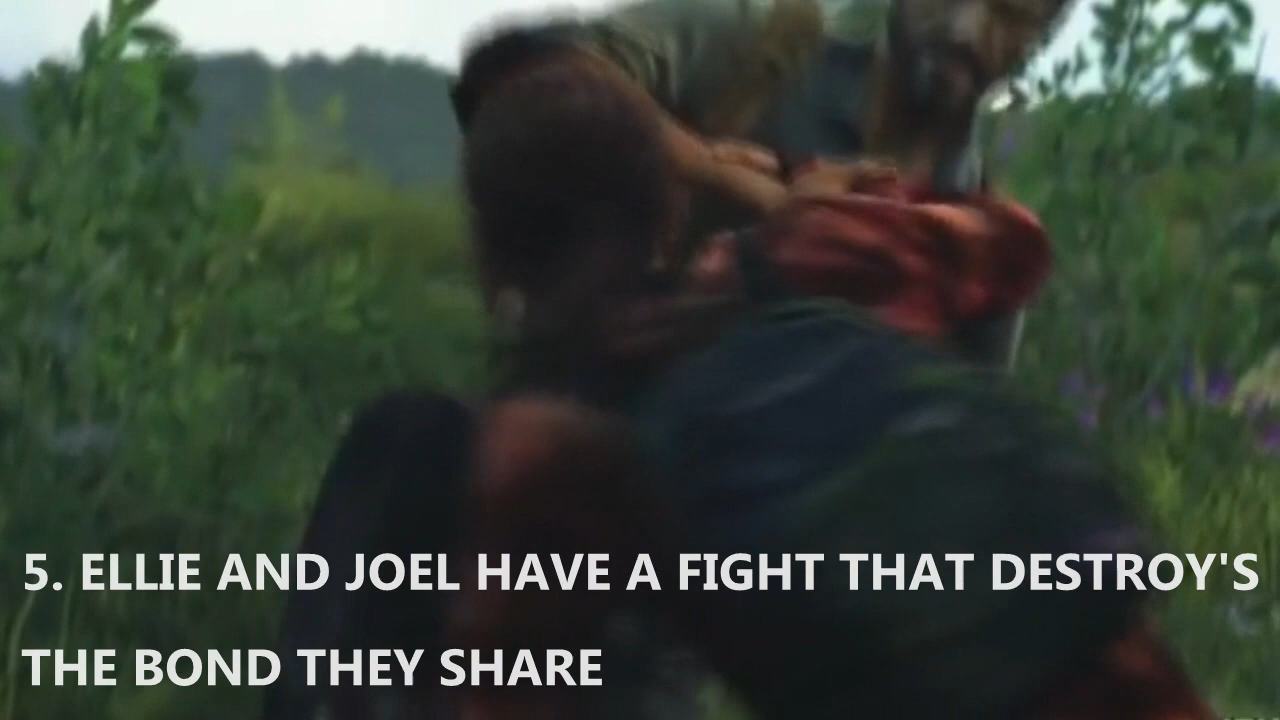 5. ELLIE AND JOEL HAVE A FIGHT THAT DESTROY'S
THE BOND THEY SHARE